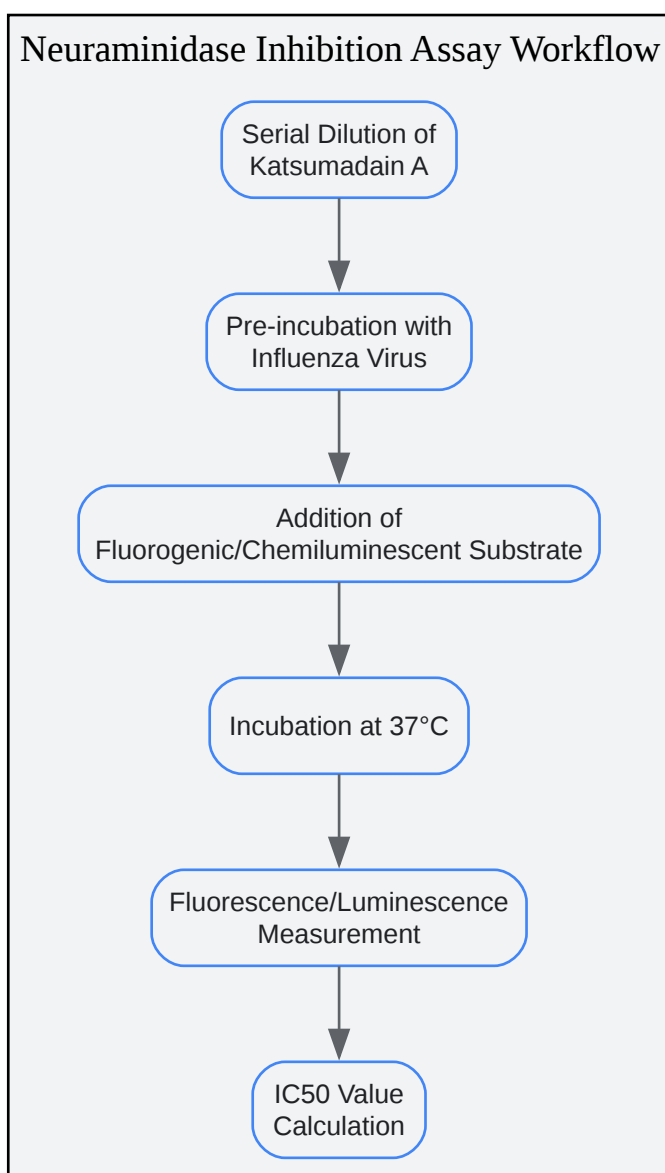 Neuraminidase Inhibition Assay Workflow
Serial Dilution of
Katsumadain A
Pre-incubation with
Influenza Virus
Addition of
Fluorogenic/Chemiluminescent Substrate
Incubation at 37°C
Fluorescence/Luminescence
Measurement
IC50 Value
Calculation